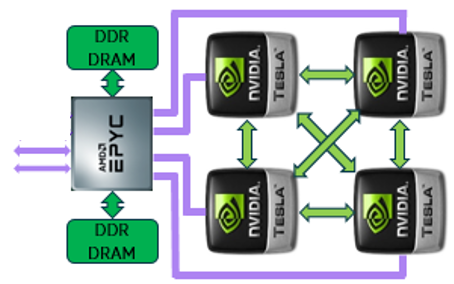 DDR
DRAM
AMD
EPYC
NVIDIA.
TESLA
NVIDIA.
TESLA
NVIDIA.
TESLA
NVIDIA.
TESLA
DDR
DRAM